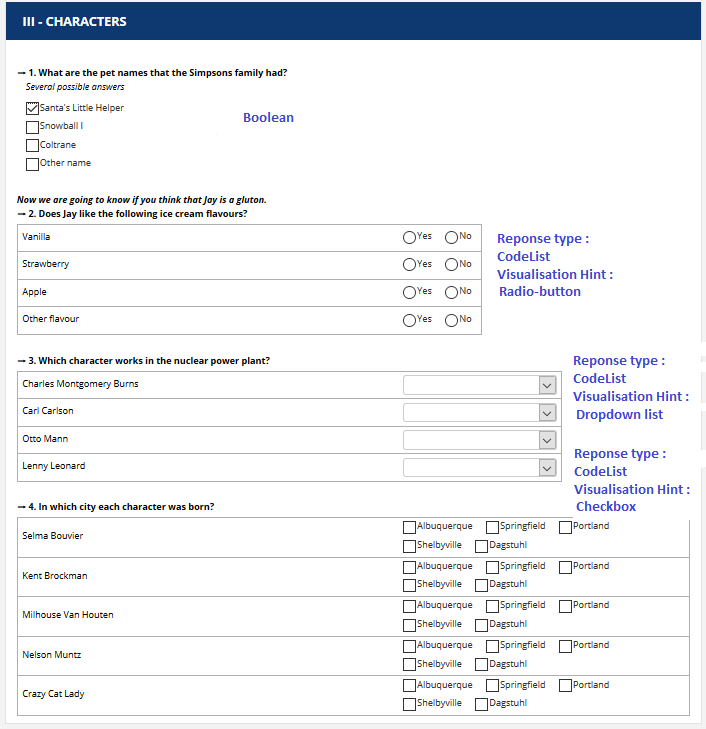 III - CHARACTERS
→ 1. What are the pet names that the Simpsons family had?
Several possible answers
Santa's Little Helper
Snowball I
Coltrane
Other name
Boolean
Now we are going to know if you think that Jay is a gluton.
→ 2. Does Jay like the following ice cream flavours?
Vanilla Yes No
Strawberry Yes No
Apple Yes No
Other flavour Yes No
Reponse type :
CodeList
Visualisation Hint :
Radio-button
→ 3. Which character works in the nuclear power plant?
Charles Montgomery Burns
Carl Carlson
Otto Mann
Lenny Leonard
Reponse type :
CodeList
Visualisation Hint :
Dropdown list
Reponse type :
CodeList
Visualisation Hint :
Checkbox
→ 4. In which city each character was born?
Selma Bouvier
Albuquerque Springfield Portland
Shelbyville Dagstuhl
Kent Brockman
Albuquerque Springfield Portland
Shelbyville Dagstuhl
Milhouse Van Houten
Albuquerque Springfield Portland
Shelbyville Dagstuhl
Nelson Muntz
Albuquerque Springfield Portland
Shelbyville Dagstuhl
Crazy Cat Lady
Albuquerque Springfield Portland
Shelbyville Dagstuhl